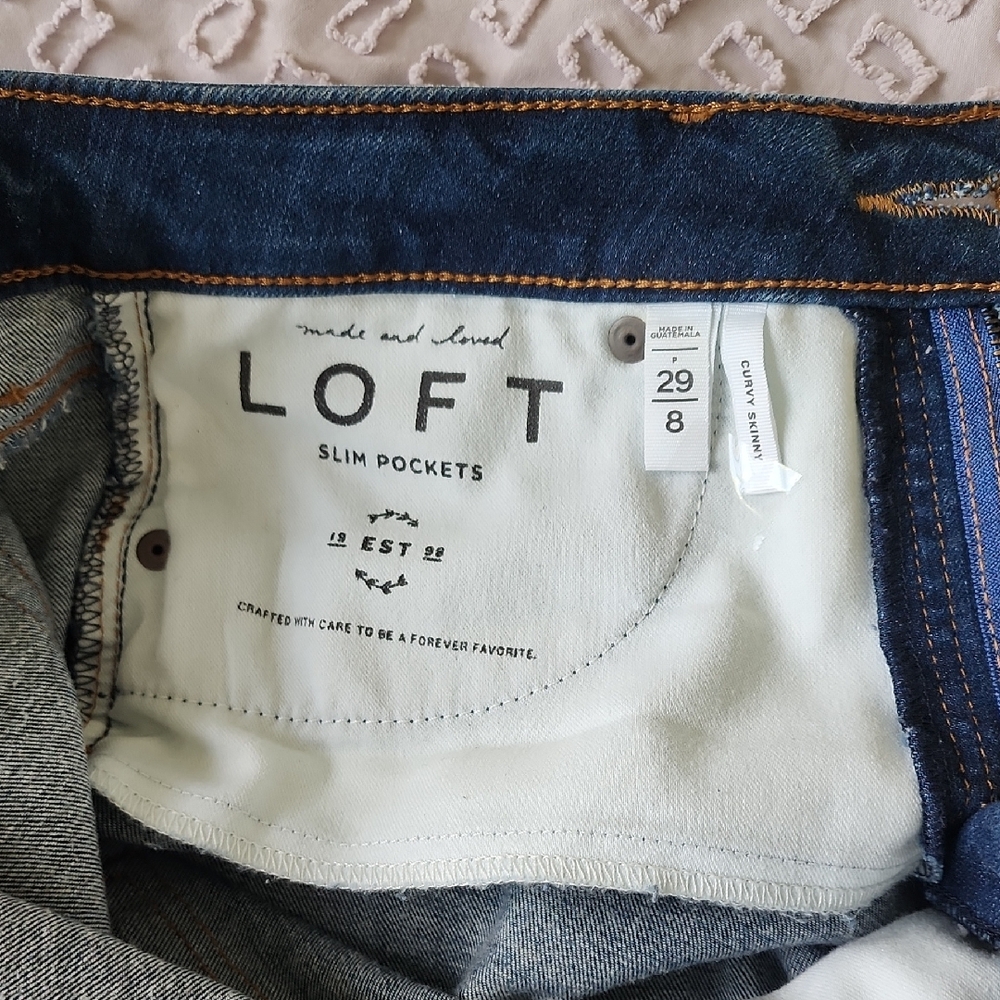 made and loved
LOFT
SLIM POCKETS
19 EST 98
CRAFTED WITH CARE TO BE A FOREVER FAVORITE.
MADE IN
GUATEMALA
P
29
8
CURVY SKINNY